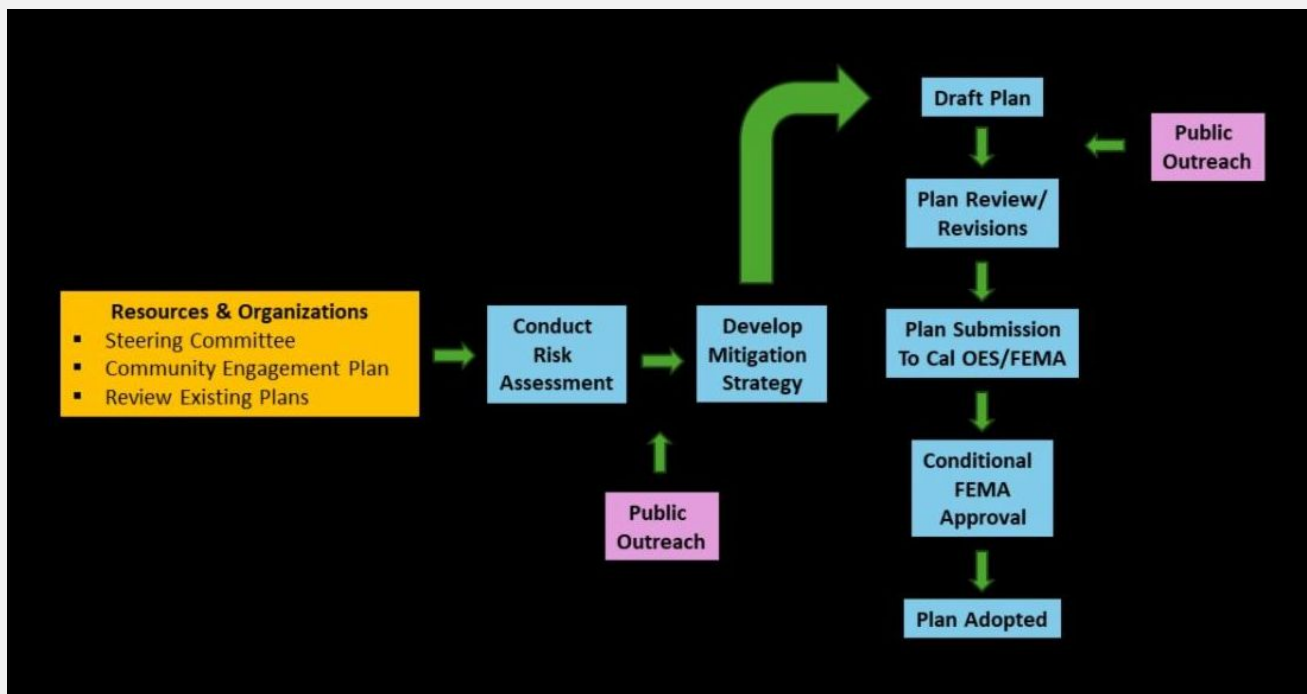 Resources & Organizations
▪ Steering Committee
▪ Community Engagement Plan
▪ Review Existing Plans
Conduct
Risk
Assessment
Public
Outreach
Develop
Mitigation
Strategy
Draft Plan
Public
Outreach
Plan Review/
Revisions
Plan Submission
To Cal OES/FEMA
Conditional
FEMA
Approval
Plan Adopted